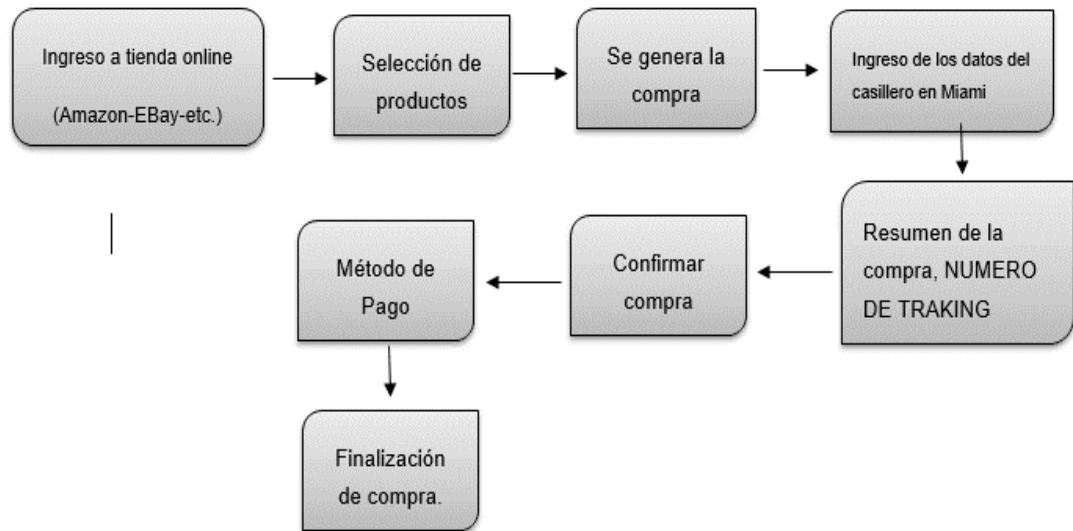 Ingreso a tienda online
(Amazon-EBay-etc.)
Selección de
productos
Se genera la
compra
Ingreso de los datos del
casillero en Miami
Resumen de la
compra, NUMERO
DE TRAKING
Confirmar
compra
Método de
Pago
Finalización
de compra.